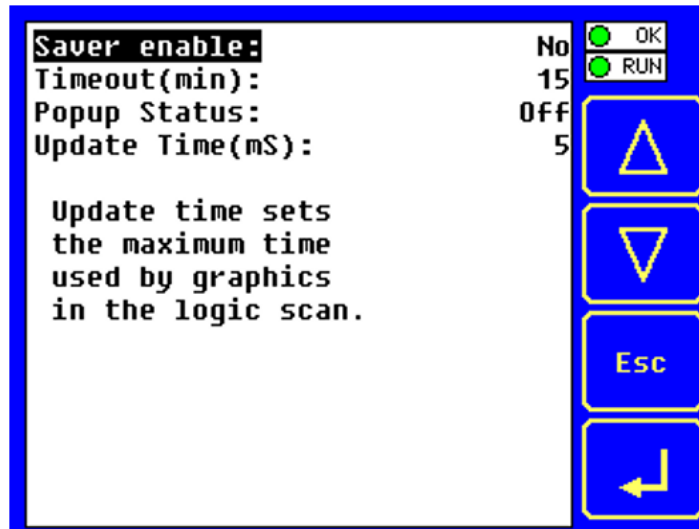 Saver enable: No
Timeout(min): 15
Popup Status: Off
Update Time(mS): 5
Update time sets
the maximum time
used by graphics
in the logic scan.
OK
RUN
Esc